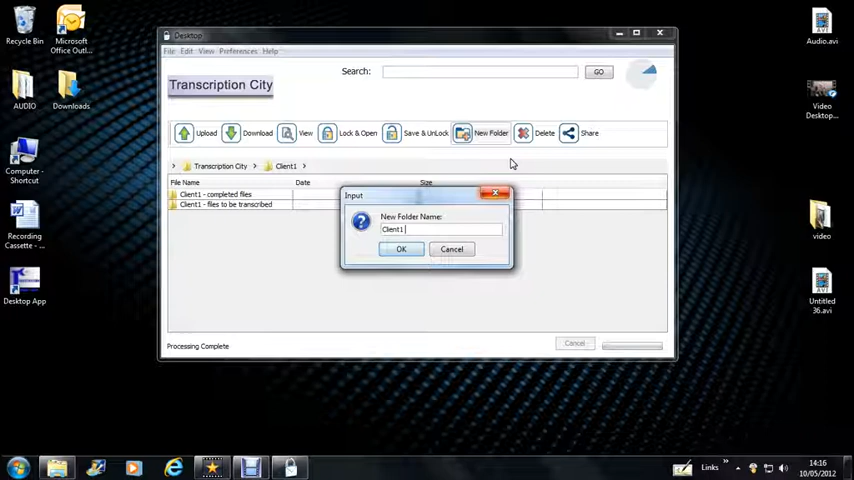 Recycle Bin
Microsoft
Office Outl...
AUDIO
Downloads
Computer -
Shortcut
Recording
Cassette - ...
Desktop App
Desktop
File Edit View Preferences Help
Search:
GO
Transcription City
Upload Download View Lock & Open Save & UnLock New Folder Delete Share
Transcription City Client1
File Name Date Size
Client1 - completed files
Client1 - files to be transcribed
Input
New Folder Name:
Client1
OK Cancel
Processing Complete
Cancel
Audio.avi
Video
Desktop...
video
Untitled
36.avi
Links
14:16
10/05/2012